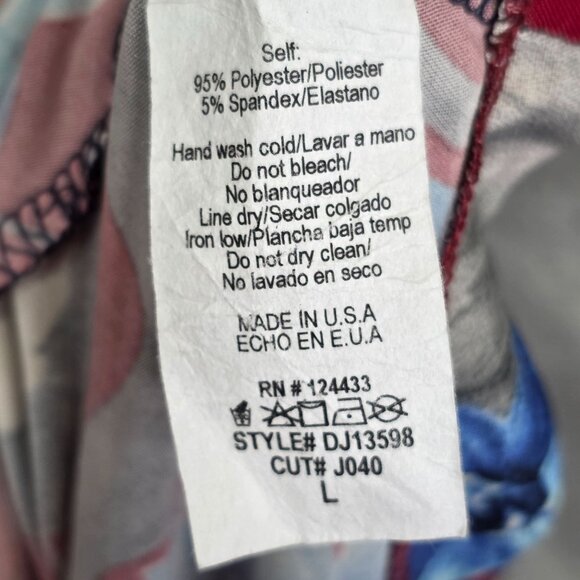 Self:
95% Polyester/Poliester
5% Spandex/Elastano
Hand wash cold/Lavar a mano
Do not bleach/
No blanqueador
Line dry/Secar colgado
Iron low/Plancha baja temp
Do not dry clean/
No lavado en seco
MADE IN U.S.A
ECHO EN E.U.A
RN # 124433
STYLE# DJ13598
CUT# J040
L